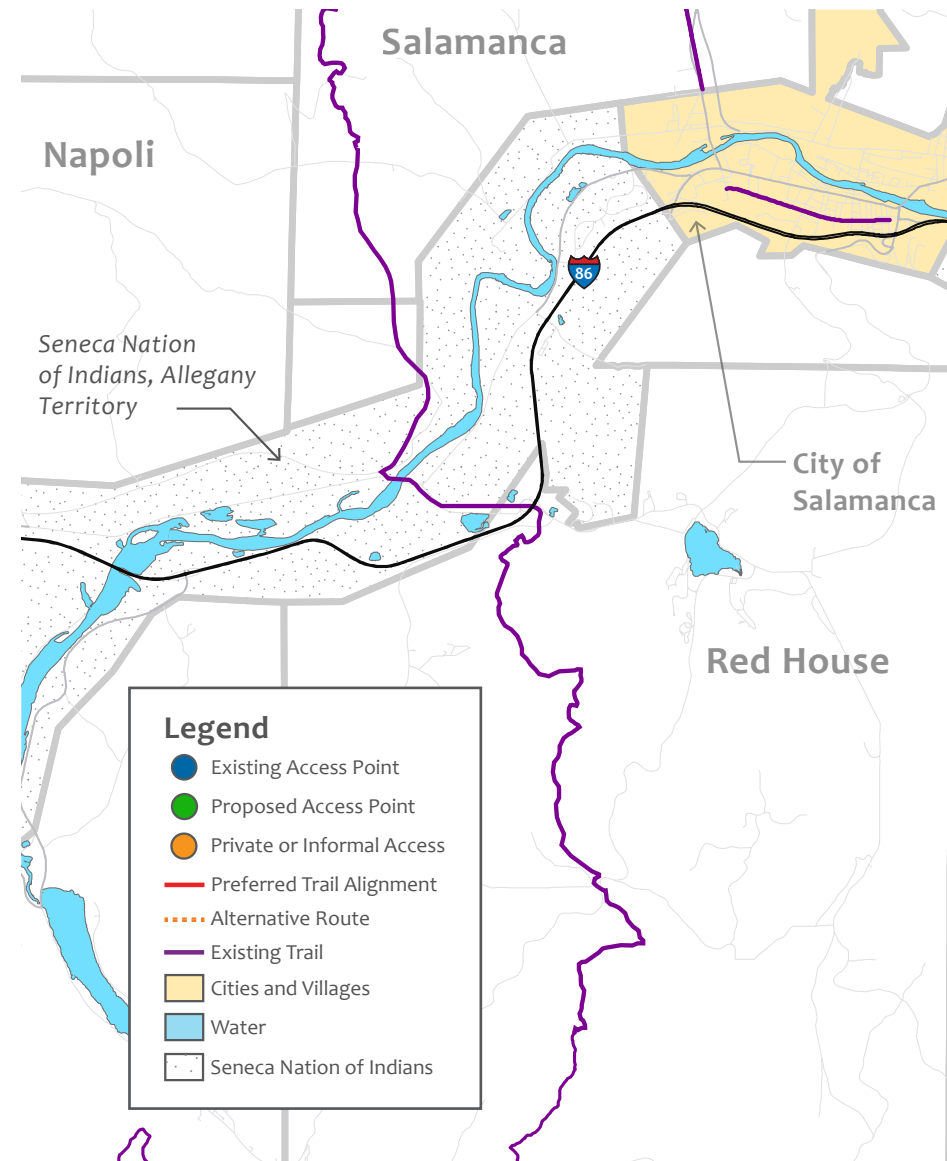 Salamanca
Napoli
86
Seneca Nation
of Indians, Allegany
Territory
City of
Salamanca
Red House
Legend
Existing Access Point
Proposed Access Point
Private or Informal Access
Preferred Trail Alignment
Alternative Route
Existing Trail
Cities and Villages
Water
Seneca Nation of Indians